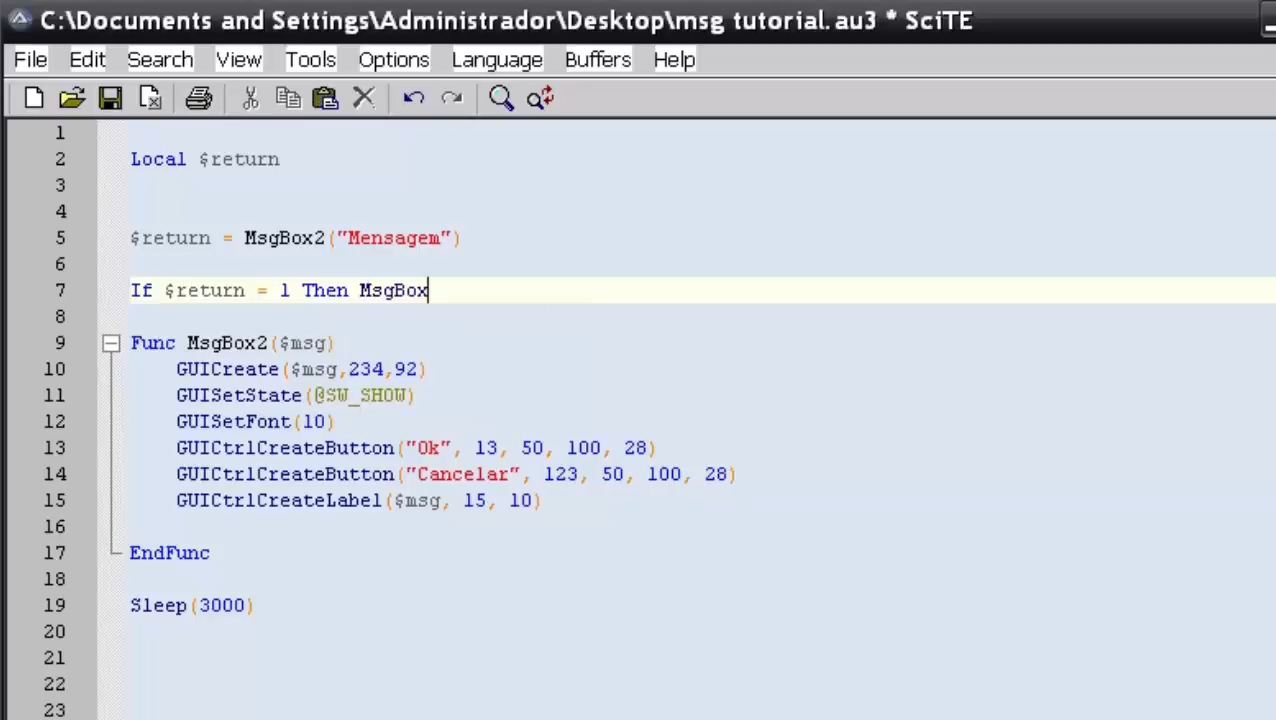 C:\Documents and Settings\Administrador\Desktop\msg tutorial.au3 * SciTE
File Edit Search View Tools Options Language Buffers Help
1
2 Local $return
3
4
5 $return = MsgBox2("Mensagem")
6
7 If $return = 1 Then MsgBox
8
9 Func MsgBox2($msg)
10 GUICreate($msg,234,92)
11 GUISetState(@SW_SHOW)
12 GUISetFont(10)
13 GUICtrlCreateButton("Ok", 13, 50, 100, 28)
14 GUICtrlCreateButton("Cancelar", 123, 50, 100, 28)
15 GUICtrlCreateLabel($msg, 15, 10)
16
17 EndFunc
18
19 Sleep(3000)
20
21
22
23